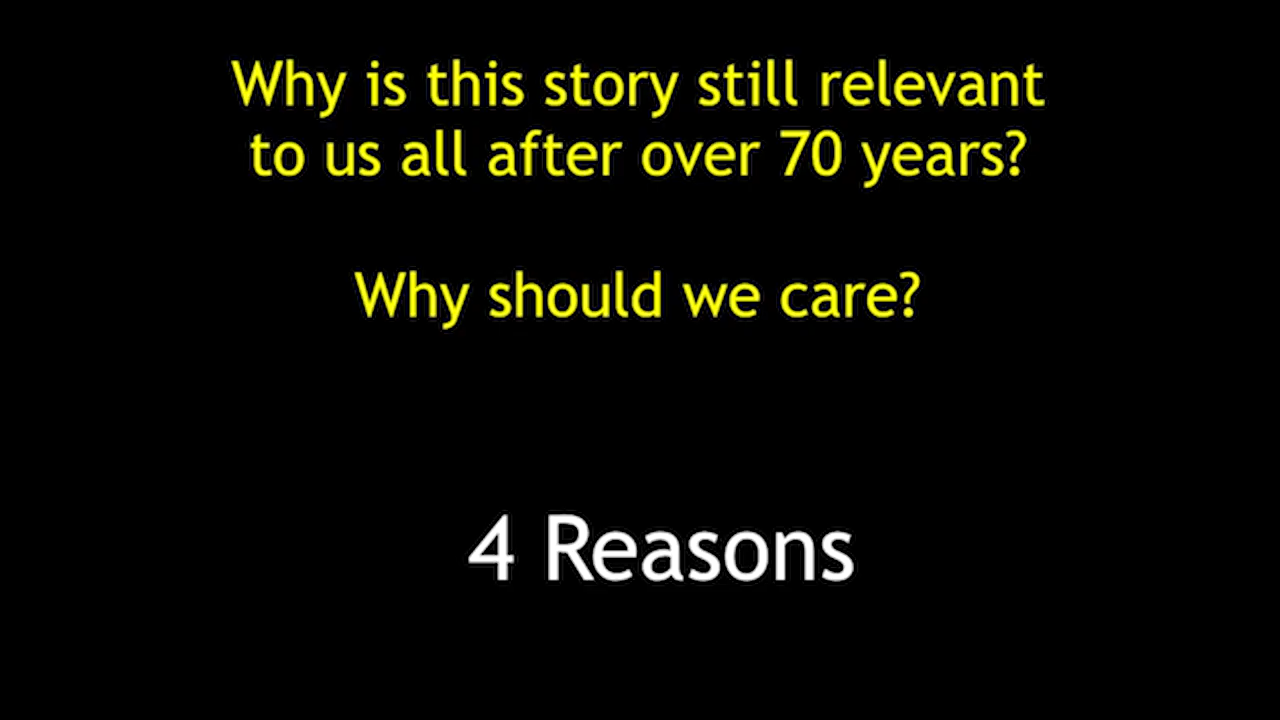 Why is this story still relevant
to us all after over 70 years?
Why should we care?
4 Reasons